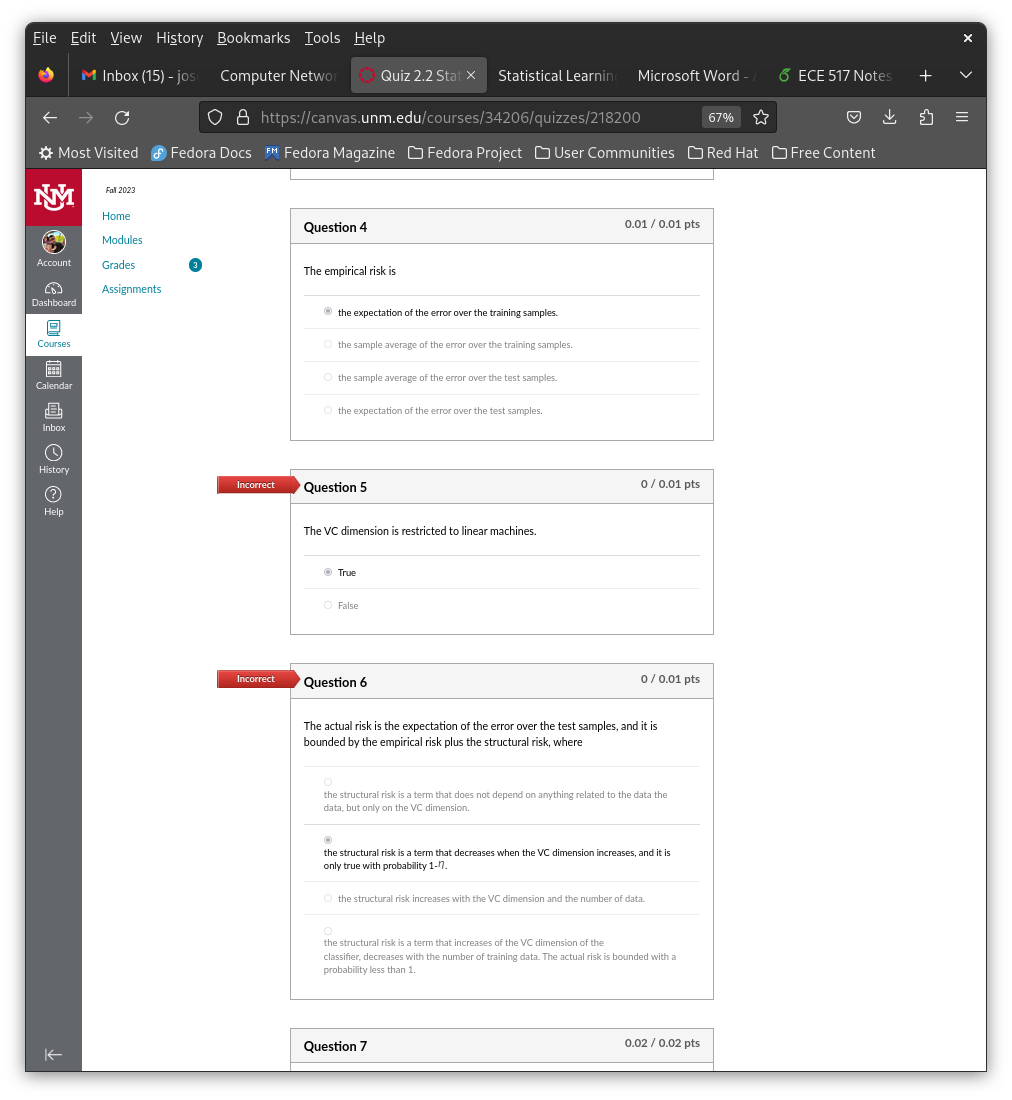 File Edit View History Bookmarks Tools Help ×
Inbox (15) - jos Computer Networ Quiz 2.2 Stat × Statistical Learning Microsoft Word - ECE 517 Notes + 
https://canvas.unm.edu/courses/34206/quizzes/218200 67%
Most Visited Fedora Docs FM Fedora Magazine Fedora Project User Communities Red Hat Free Content
Fall 2023
Home
Modules
Grades 3
Assignments
Account
Dashboard
Courses
Calendar
Inbox
History
Help
Question 4 0.01 / 0.01 pts
The empirical risk is
the expectation of the error over the training samples.
the sample average of the error over the training samples.
the sample average of the error over the test samples.
the expectation of the error over the test samples.
Incorrect Question 5 0 / 0.01 pts
The VC dimension is restricted to linear machines.
True
False
Incorrect Question 6 0 / 0.01 pts
The actual risk is the expectation of the error over the test samples, and it is
bounded by the empirical risk plus the structural risk, where
the structural risk is a term that does not depend on anything related to the data the
data, but only on the VC dimension.
the structural risk is a term that decreases when the VC dimension increases, and it is
only true with probability 1-η.
the structural risk increases with the VC dimension and the number of data.
the structural risk is a term that increases of the VC dimension of the
classifier, decreases with the number of training data. The actual risk is bounded with a
probability less than 1.
Question 7 0.02 / 0.02 pts